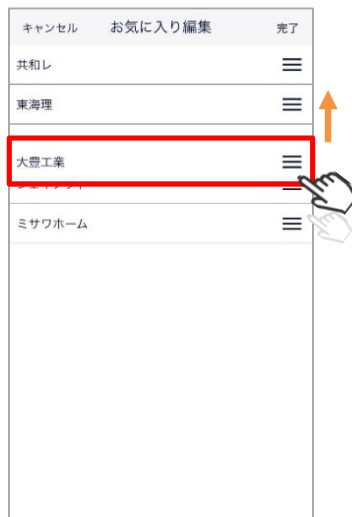 キャンセル お気に入り編集 完了
共和レ
東海理
大豊工業
ミサワホーム